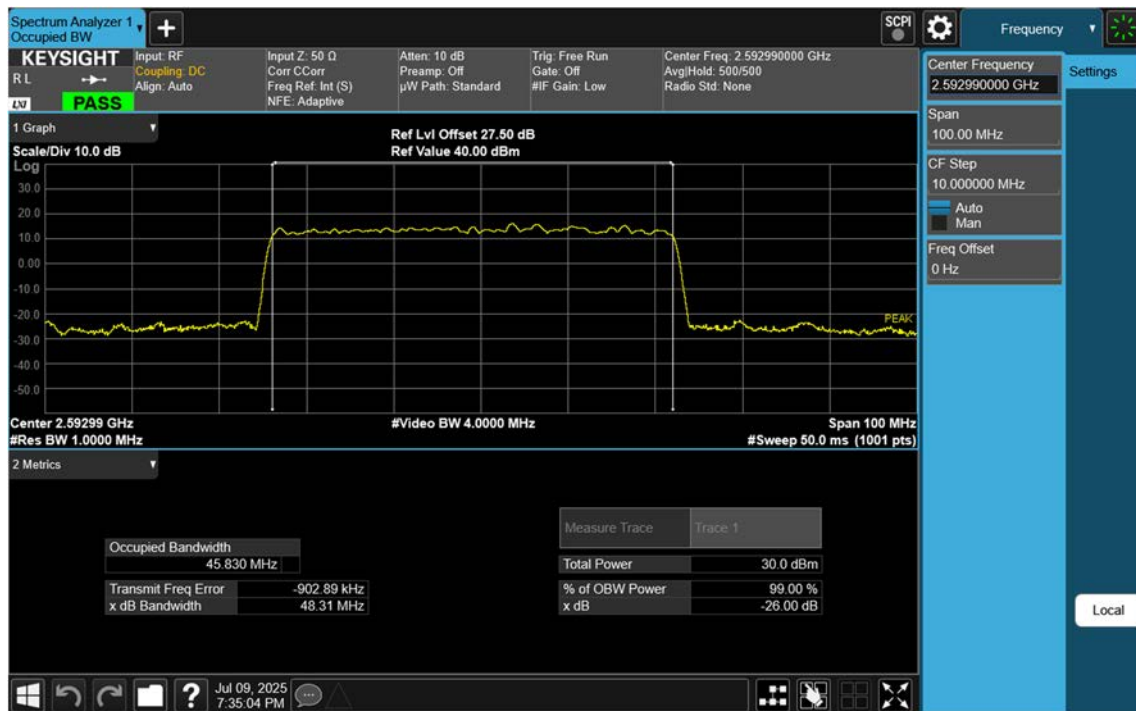 Spectrum Analyzer 1
Occupied BW
SCPI
Frequency
KEYSIGHT
R L
LXI
PASS
Input: RF
Coupling: DC
Align: Auto
Input Z: 50 Ω
Corr CCorr
Freq Ref: Int (S)
NFE: Adaptive
Atten: 10 dB
Preamp: Off
µW Path: Standard
Trig: Free Run
Gate: Off
#IF Gain: Low
Center Freq: 2.592990000 GHz
Avg|Hold: 500/500
Radio Std: None
Center Frequency
2.592990000 GHz
Settings
Span
100.00 MHz
CF Step
10.000000 MHz
Auto
Man
Freq Offset
0 Hz
Local
1 Graph
Scale/Div 10.0 dB
Ref Lvl Offset 27.50 dB
Ref Value 40.00 dBm
Log
30.0
20.0
10.0
0.00
-10.0
-20.0
-30.0
-40.0
-50.0
PEAK
Center 2.59299 GHz
#Video BW 4.0000 MHz
Span 100 MHz
#Res BW 1.0000 MHz
#Sweep 50.0 ms (1001 pts)
2 Metrics
Measure Trace Trace 1
Occupied Bandwidth
45.830 MHz
Total Power 30.0 dBm
Transmit Freq Error -902.89 kHz
% of OBW Power 99.00 %
x dB Bandwidth 48.31 MHz
x dB -26.00 dB
Jul 09, 2025
7:35:04 PM